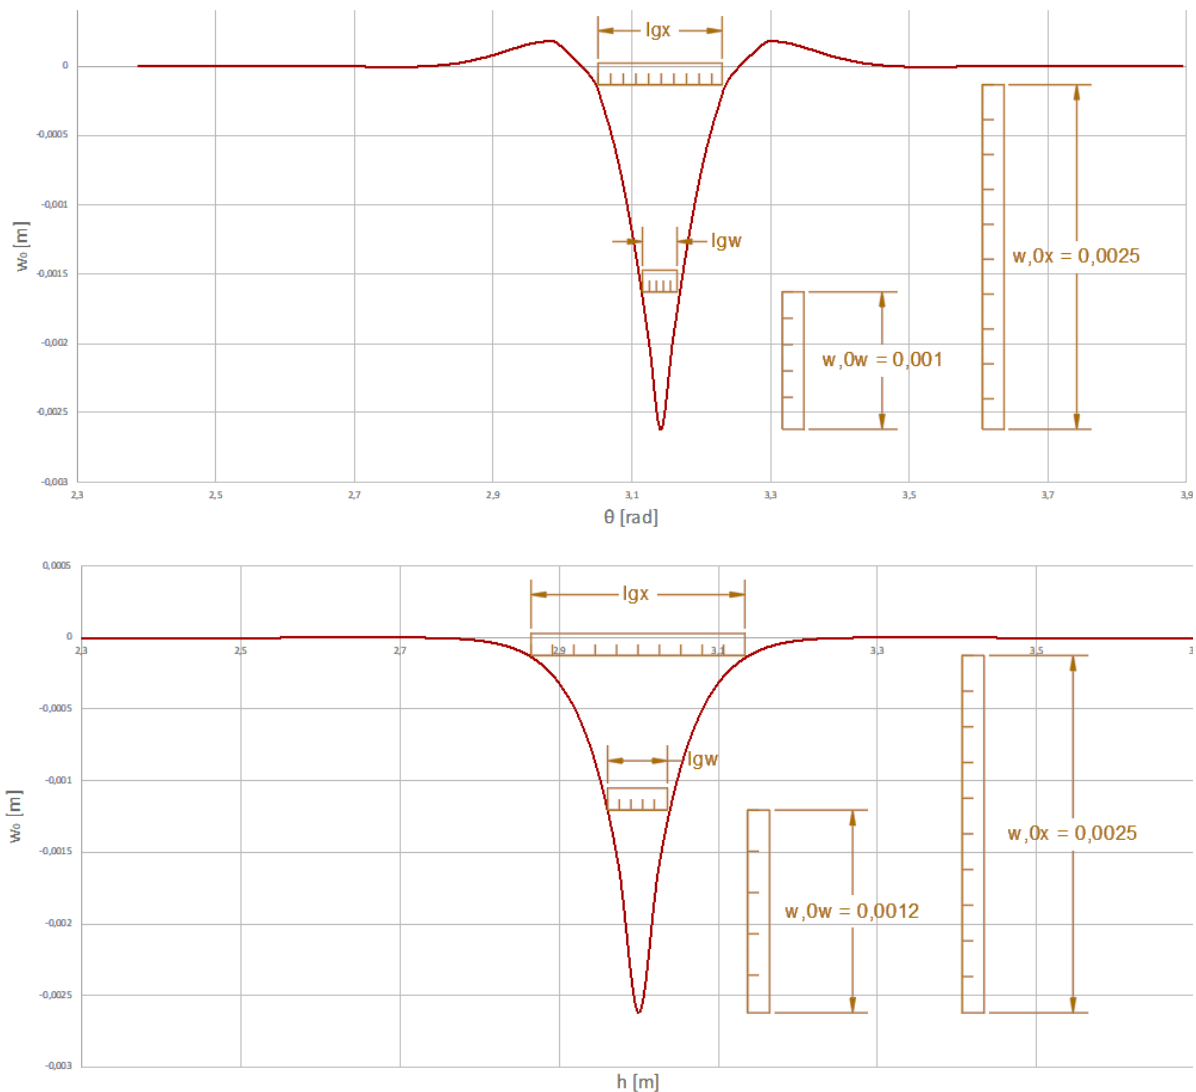 lgx
0
-0,0005
-0,001
lgw
w,0x = 0,0025
-0,0015
-0,002
w,0w = 0,001
-0,0025
-0,003
w₀ [m]
2,3 2,5 2,7 2,9 3,1 3,3 3,5 3,7 3,9
θ [rad]
0,0005
lgx
0
2,3 2,5 2,7 2,9 3,1 3,3 3,5
-0,0005
lgw
-0,001
w,0x = 0,0025
-0,0015
w,0w = 0,0012
-0,002
-0,0025
-0,003
w₀ [m]
h [m]